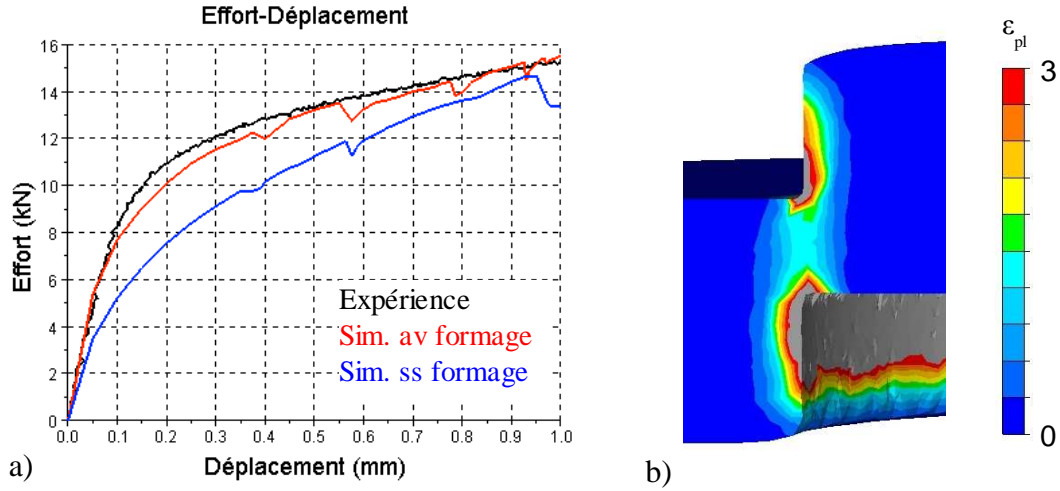 Effort-Déplacement
16
14
12
10
8
6
4
2
0
Effort (kN)
0.0 0.1 0.2 0.3 0.4 0.5 0.6 0.7 0.8 0.9 1.0
Déplacement (mm)
Expérience
Sim. av formage
Sim. ss formage
a)
ε_pl
3
0
b)